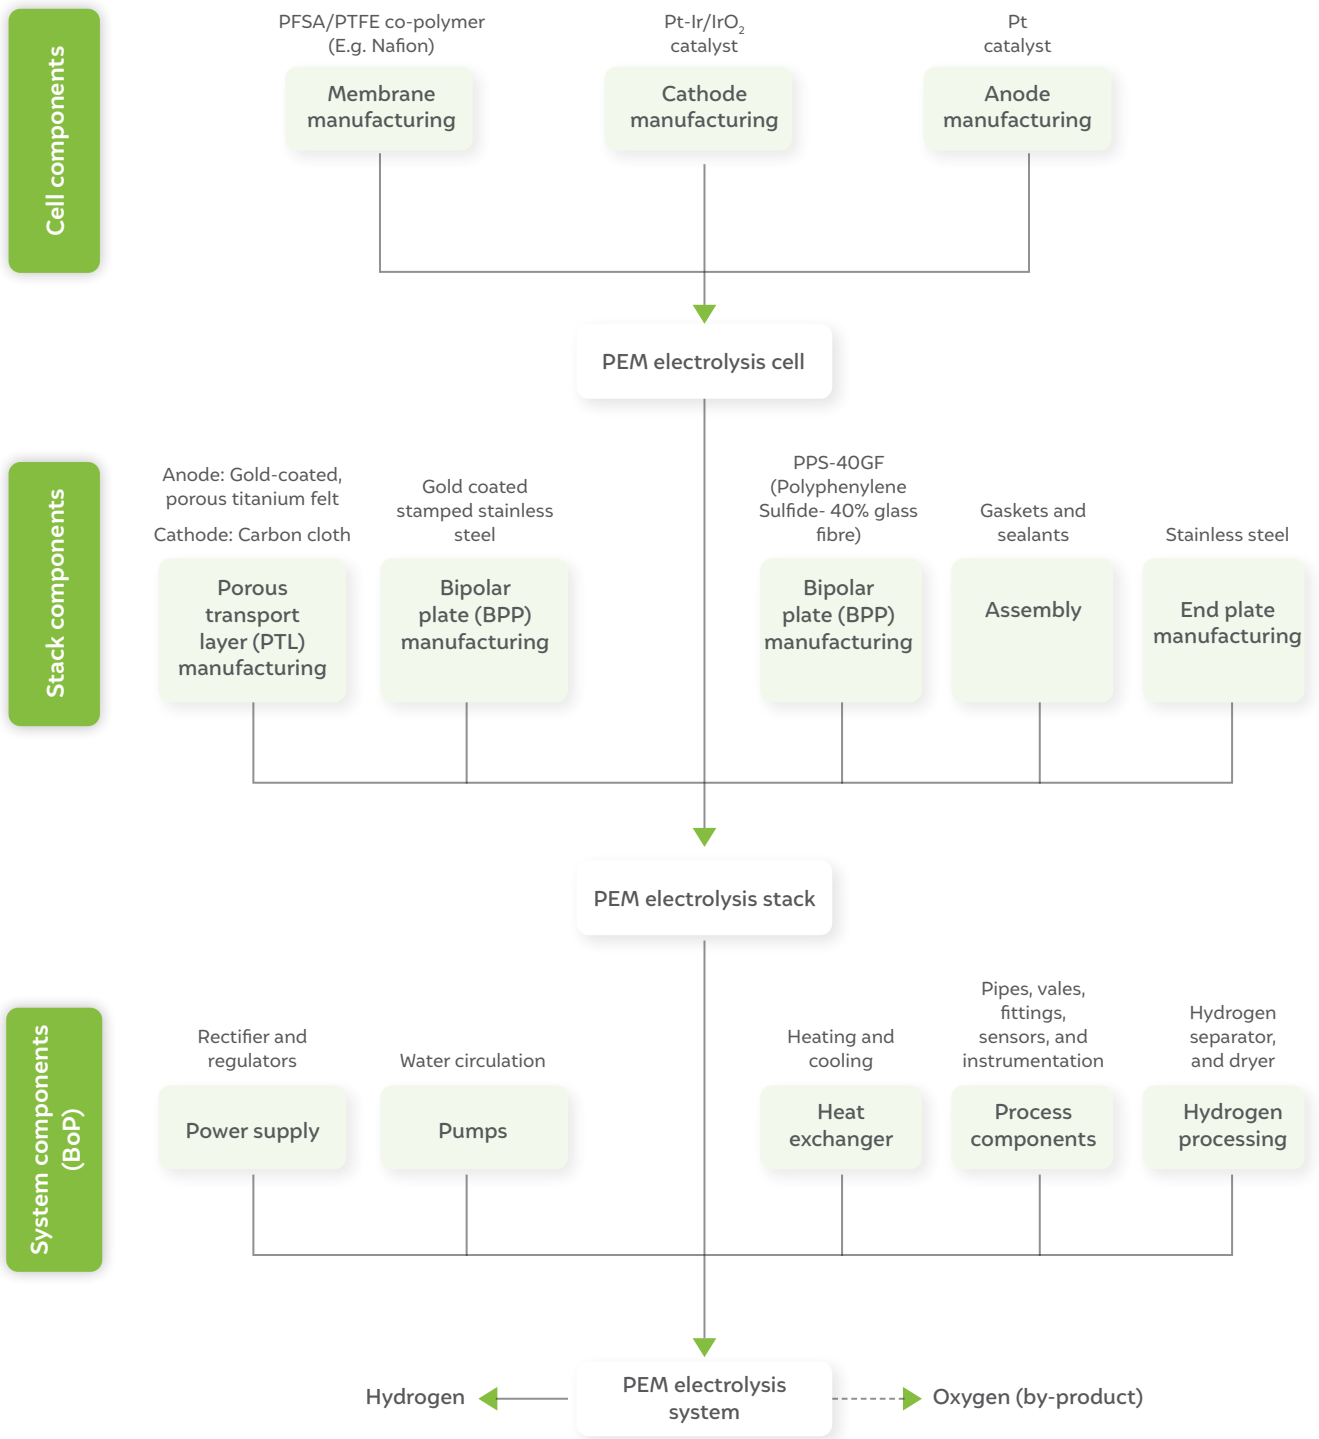 Cell components
PFSA/PTFE co-polymer
(E.g. Nafion)
Membrane
manufacturing
Pt-Ir/IrO₂
catalyst
Cathode
manufacturing
Pt
catalyst
Anode
manufacturing
PEM electrolysis cell
Stack components
Anode: Gold-coated,
porous titanium felt
Cathode: Carbon cloth
Porous
transport
layer (PTL)
manufacturing
Gold coated
stamped stainless
steel
Bipolar
plate (BPP)
manufacturing
PPS-40GF
(Polyphenylene
Sulfide- 40% glass
fibre)
Bipolar
plate (BPP)
manufacturing
Gaskets and
sealants
Assembly
Stainless steel
End plate
manufacturing
PEM electrolysis stack
System components
(BoP)
Rectifier and
regulators
Power supply
Water circulation
Pumps
Heating and
cooling
Heat
exchanger
Pipes, vales,
fittings,
sensors, and
instrumentation
Process
components
Hydrogen
separator,
and dryer
Hydrogen
processing
Hydrogen
PEM electrolysis
system
Oxygen (by-product)